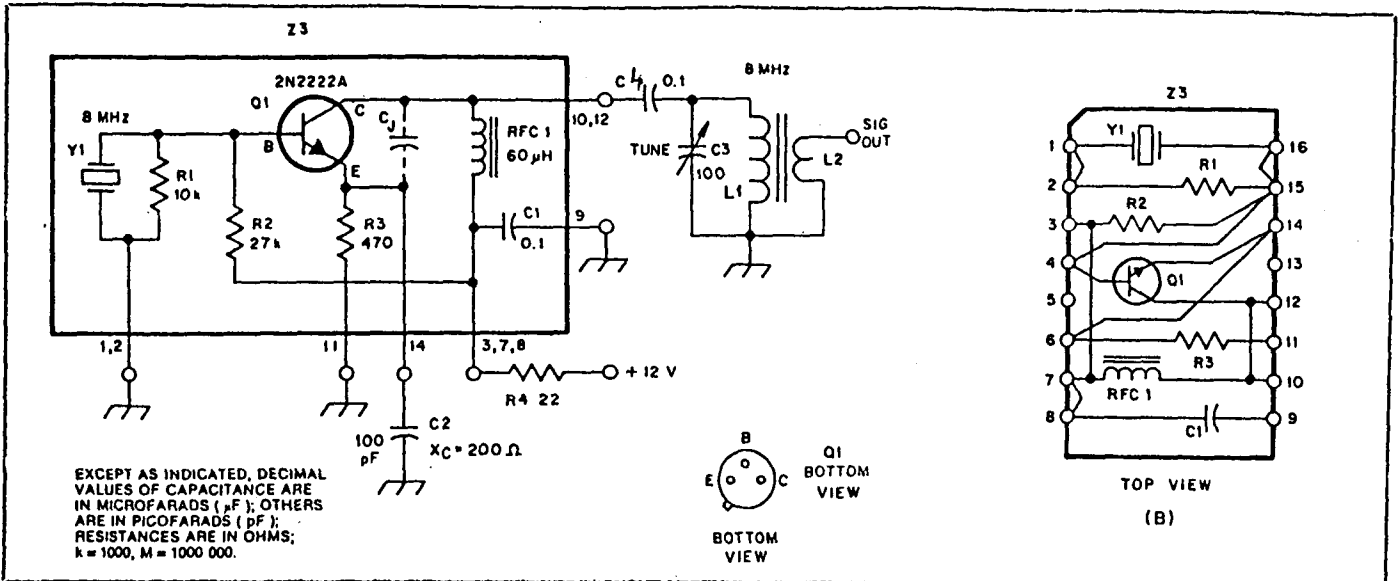 Z3
2N2222A
Q1
C
B
E
8 MHz
Y1
R1
10k
R2
27k
R3
470
CJ
RFC 1
60 µH
C1
0.1
9
10,12
C4
0.1
8 MHz
TUNE
C3
100
L1
L2
SIG
OUT
1,2
11
14
3,7,8
R4 22
+ 12 V
100
pF
C2
XC = 200 Ω
EXCEPT AS INDICATED, DECIMAL
VALUES OF CAPACITANCE ARE
IN MICROFARADS ( µF ); OTHERS
ARE IN PICOFARADS ( pF );
RESISTANCES ARE IN OHMS;
k = 1000, M = 1000 000.
B
E
C
Q1
BOTTOM
VIEW
BOTTOM
VIEW
Z3
1
Y1
16
2
R1
15
3
R2
14
4
Q1
13
5
12
6
R3
11
7
RFC 1
10
8
C1
9
TOP VIEW
(B)